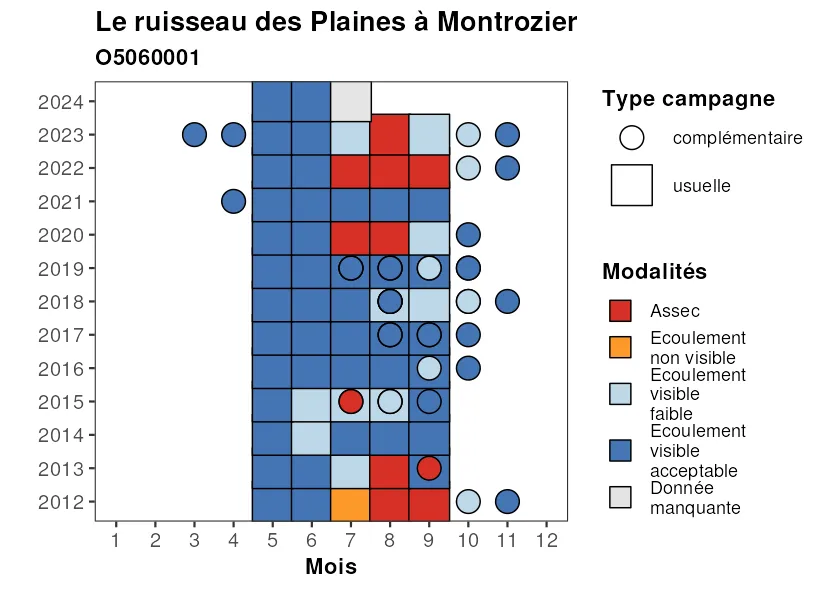 Le ruisseau des Plaines à Montrozier
O5060001
2024
2023
2022
2021
2020
2019
2018
2017
2016
2015
2014
2013
2012
1 2 3 4 5 6 7 8 9 10 11 12
Mois
Type campagne
complémentaire
usuelle
Modalités
Assec
Ecoulement
non visible
Ecoulement
visible
faible
Ecoulement
visible
acceptable
Donnée
manquante